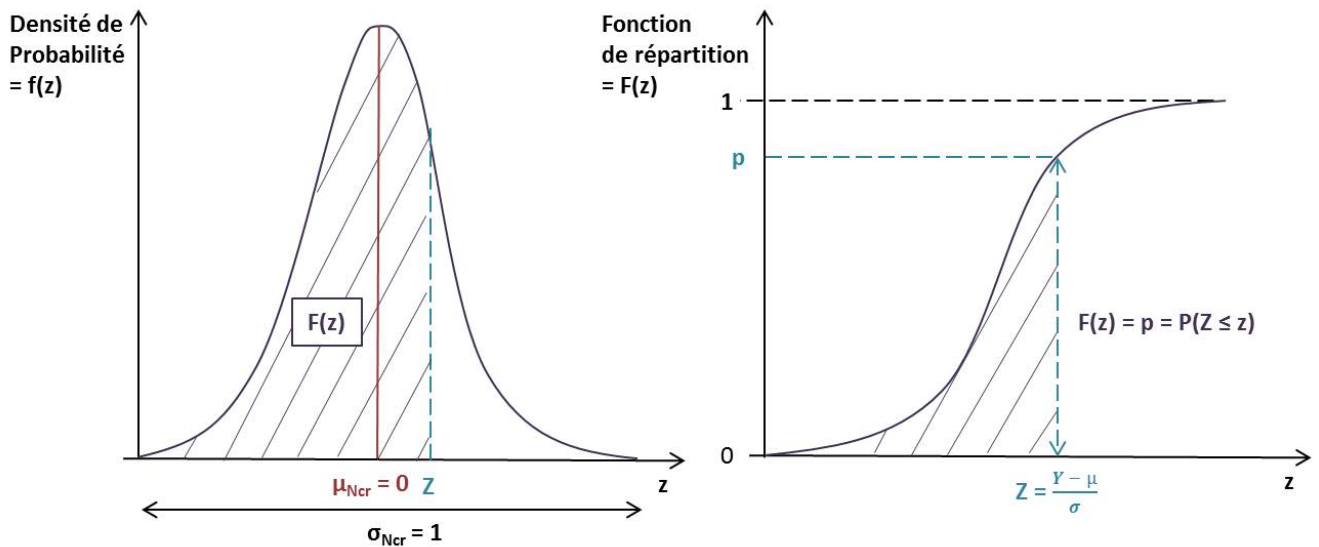 Densité de
Probabilité
= f(z)
F(z)
μNcr = 0
Z
z
σNcr = 1
Fonction
de répartition
= F(z)
1
p
F(z) = p = P(Z ≤ z)
0
Z = Y − μ / σ
z